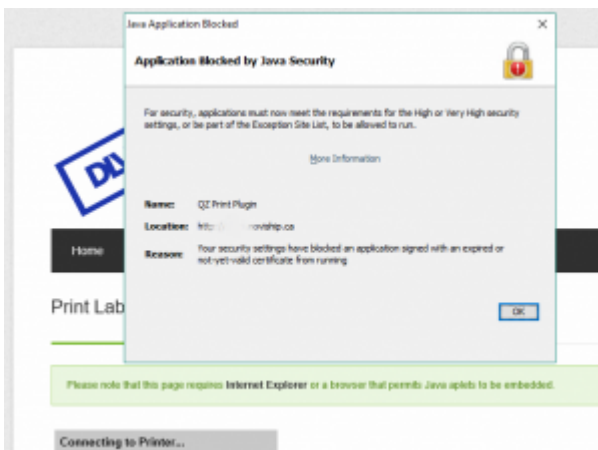 Java Application Blocked
Application Blocked by Java Security
For security, applications must now meet the requirements for the High or Very High security
settings, or be part of the Exception Site List, to be allowed to run.
More Information
Name: QZ Print Plugin
Location: http:
Reason: Your security settings have blocked an application signed with an expired or
not-yet-valid certificate from running
OK
Home
Print Lab
Please note that this page requires Internet Explorer or a browser that permits Java aplets to be embedded.
Connecting to Printer...